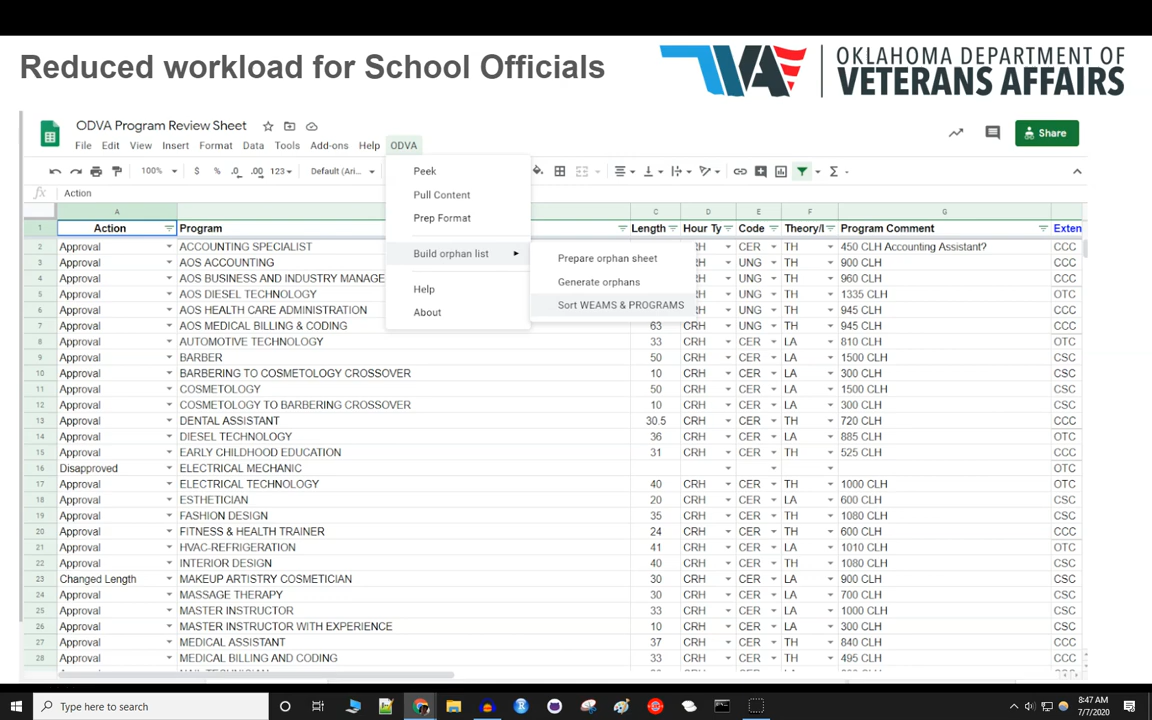 Reduced workload for School Officials
VA OKLAHOMA DEPARTMENT OF
VETERANS AFFAIRS
ODVA Program Review Sheet
File Edit View Insert Format Data Tools Add-ons Help ODVA
Share
100% $ % .0 .00 123 Default (Ari...
Peek
Pull Content
Prep Format
Build orphan list
Help
About
Prepare orphan sheet
Generate orphans
Sort WEAMS & PROGRAMS
fx Action
A C D E F G
1 Action Program Length Hour Ty Code Theory/L Program Comment Exten
2 Approval ACCOUNTING SPECIALIST RH CER TH 450 CLH Accounting Assistant? CCC
3 Approval AOS ACCOUNTING UNG TH 900 CLH CCC
4 Approval AOS BUSINESS AND INDUSTRY MANAGE UNG TH 960 CLH CCC
5 Approval AOS DIESEL TECHNOLOGY UNG TH 1335 CLH OTC
6 Approval AOS HEALTH CARE ADMINISTRATION UNG TH 945 CLH CCC
7 Approval AOS MEDICAL BILLING & CODING 63 CRH UNG TH 945 CLH CCC
8 Approval AUTOMOTIVE TECHNOLOGY 33 CRH CER LA 810 CLH OTC
9 Approval BARBER 50 CRH CER LA 1500 CLH CSC
10 Approval BARBERING TO COSMETOLOGY CROSSOVER 10 CRH CER LA 300 CLH CSC
11 Approval COSMETOLOGY 50 CRH CER LA 1500 CLH CSC
12 Approval COSMETOLOGY TO BARBERING CROSSOVER 10 CRH CER LA 300 CLH CSC
13 Approval DENTAL ASSISTANT 30.5 CRH CER TH 720 CLH CCC
14 Approval DIESEL TECHNOLOGY 36 CRH CER LA 885 CLH OTC
15 Approval EARLY CHILDHOOD EDUCATION 31 CRH CER TH 525 CLH CCC
16 Disapproved ELECTRICAL MECHANIC OTC
17 Approval ELECTRICAL TECHNOLOGY 40 CRH CER TH 1000 CLH OTC
18 Approval ESTHETICIAN 20 CRH CER LA 600 CLH CSC
19 Approval FASHION DESIGN 35 CRH CER TH 1080 CLH CSC
20 Approval FITNESS & HEALTH TRAINER 24 CRH CER TH 600 CLH CCC
21 Approval HVAC-REFRIGERATION 41 CRH CER LA 1010 CLH OTC
22 Approval INTERIOR DESIGN 40 CRH CER TH 1080 CLH CSC
23 Changed Length MAKEUP ARTISTRY COSMETICIAN 30 CRH CER LA 900 CLH CSC
24 Approval MASSAGE THERAPY 30 CRH CER LA 700 CLH CSC
25 Approval MASTER INSTRUCTOR 33 CRH CER LA 1000 CLH CSC
26 Approval MASTER INSTRUCTOR WITH EXPERIENCE 10 CRH CER LA 300 CLH CSC
27 Approval MEDICAL ASSISTANT 37 CRH CER TH 840 CLH CCC
28 Approval MEDICAL BILLING AND CODING 33 CRH CER TH 495 CLH CCC
Type here to search
8:47 AM
7/7/2020